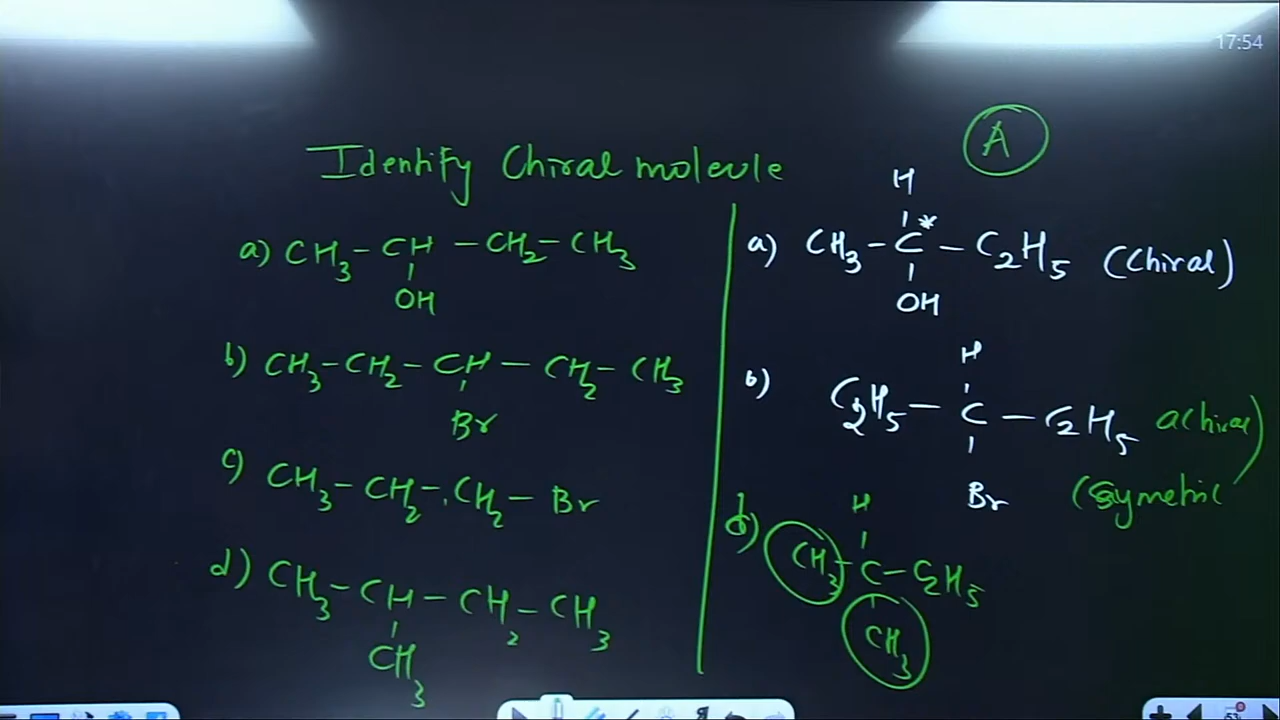 17:54
Identify Chiral molecule
a) CH3 - CH - CH2 - CH3
OH
b) CH3 - CH2 - CH - CH2 - CH3
Br
c) CH3 - CH2 - CH2 - Br
d) CH3 - CH - CH2 - CH3
CH3
A
H
a) CH3 - C* - C2H5 (Chiral)
OH
b)
H
C2H5 - C - C2H5 achiral)
Br (Symetric
d)
H
CH3 - C - C2H5
CH3